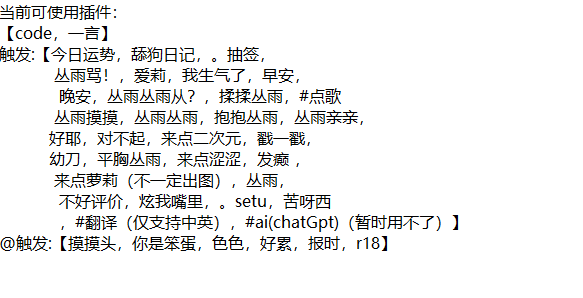 当前可使用插件：
【code，一言】
触发：【今日运势，舔狗日记，。抽签，
丛雨骂！，爱莉，我生气了，早安，
晚安，丛雨丛雨从？，揉揉丛雨，#点歌
丛雨摸摸，丛雨丛雨，抱抱丛雨，丛雨亲亲，
好耶，对不起，来点二次元，戳一戳，
幼刀，平胸丛雨，来点涩涩，发癫 ，
来点萝莉（不一定出图），丛雨，
不好评价，炫我嘴里，。setu，苦呀西
，#翻译（仅支持中英），#ai(chatGpt)（暂时用不了）】
@触发:【摸摸头，你是笨蛋，色色，好累，报时，r18】